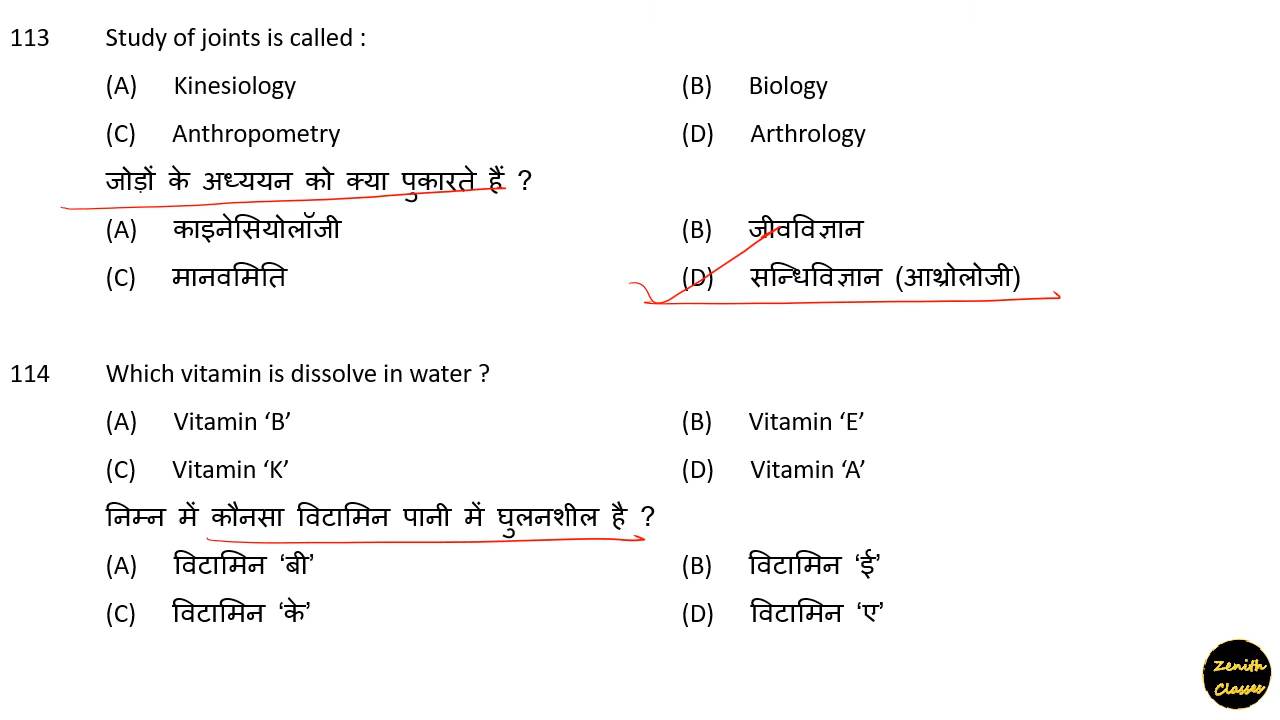 113 Study of joints is called :
(A) Kinesiology (B) Biology
(C) Anthropometry (D) Arthrology
जोड़ों के अध्ययन को क्या पुकारते हैं ?
(A) काइनेसियोलॉजी (B) जीवविज्ञान
(C) मानवमिति (D) सन्धिविज्ञान (आथ्रोलोजी)
114 Which vitamin is dissolve in water ?
(A) Vitamin ‘B’ (B) Vitamin ‘E’
(C) Vitamin ‘K’ (D) Vitamin ‘A’
निम्न में कौनसा विटामिन पानी में घुलनशील है ?
(A) विटामिन ‘बी’ (B) विटामिन ‘ई’
(C) विटामिन ‘के’ (D) विटामिन ‘ए’
Zenith
Classes